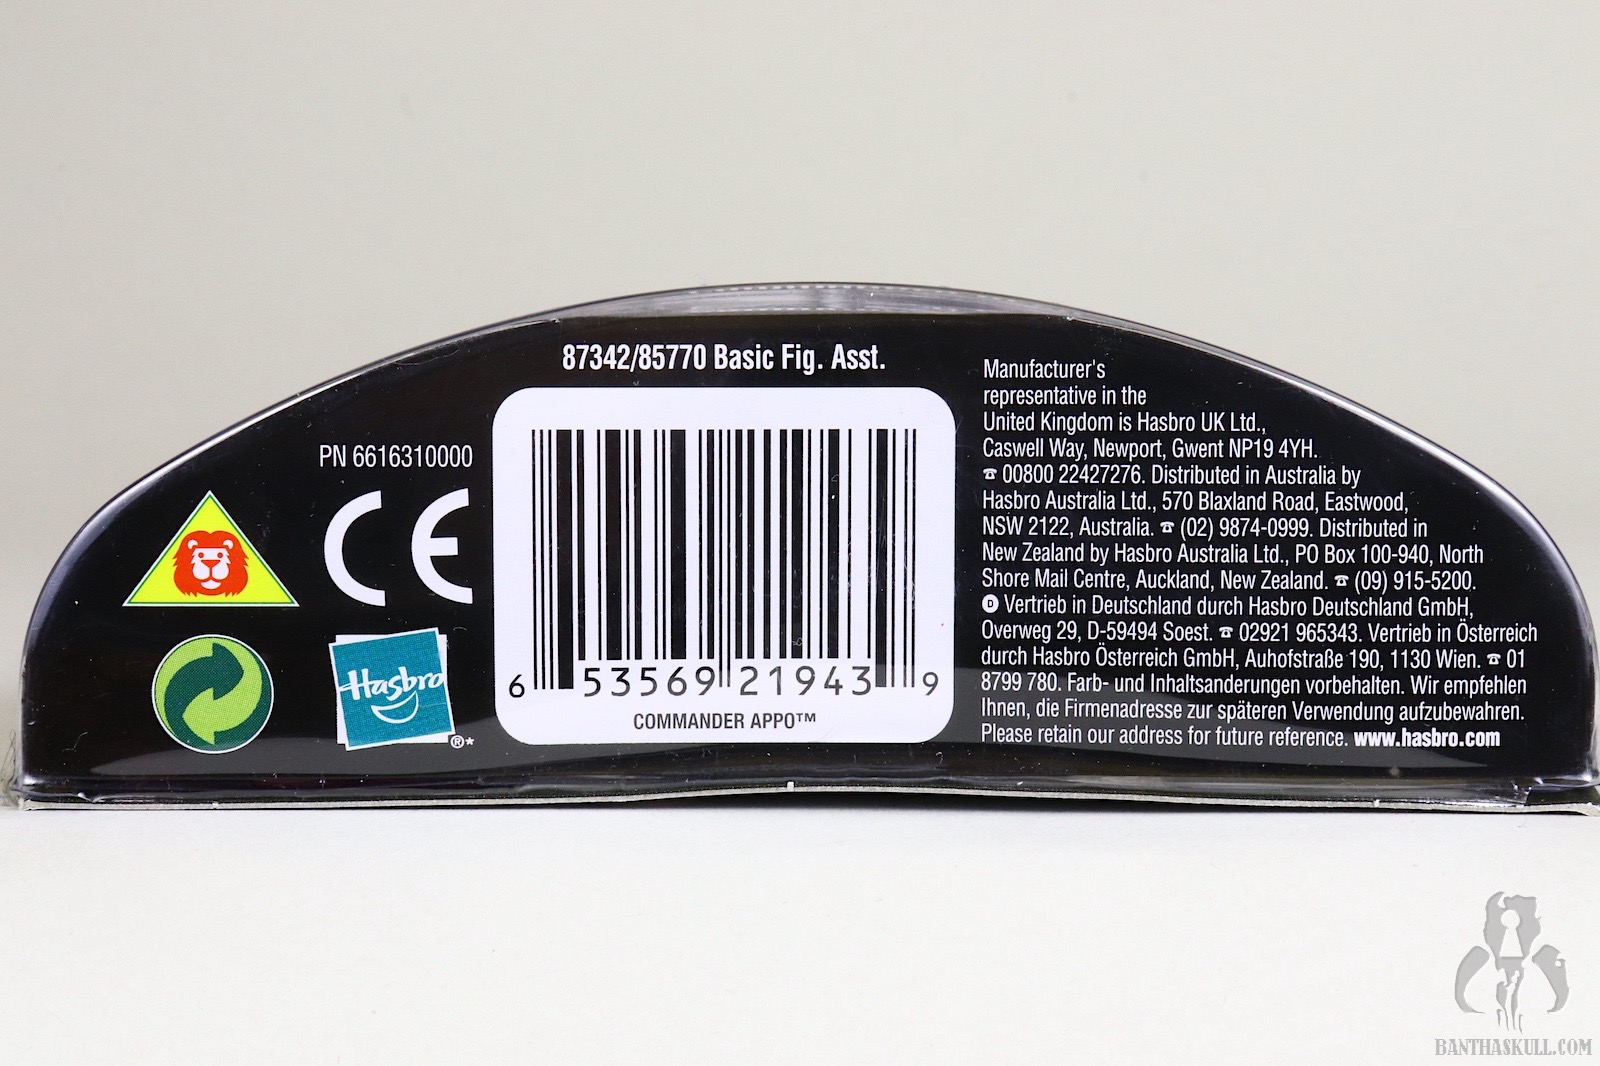 87342/85770 Basic Fig. Asst.
PN 6616310000
CE
Hasbro
®*
6 53569 21943 9
COMMANDER APPO™
Manufacturer's
representative in the
United Kingdom is Hasbro UK Ltd.,
Caswell Way, Newport, Gwent NP19 4YH.
☎ 00800 22427276. Distributed in Australia by
Hasbro Australia Ltd., 570 Blaxland Road, Eastwood,
NSW 2122, Australia. ☎ (02) 9874-0999. Distributed in
New Zealand by Hasbro Australia Ltd., PO Box 100-940, North
Shore Mail Centre, Auckland, New Zealand. ☎ (09) 915-5200.
D Vertrieb in Deutschland durch Hasbro Deutschland GmbH,
Overweg 29, D-59494 Soest. ☎ 02921 965343. Vertrieb in Österreich
durch Hasbro Österreich GmbH, Auhofstraße 190, 1130 Wien. ☎ 01
8799 780. Farb- und Inhaltsanderungen vorbehalten. Wir empfehlen
Ihnen, die Firmenadresse zur späteren Verwendung aufzubewahren.
Please retain our address for future reference. www.hasbro.com
BANTHASKULL.COM